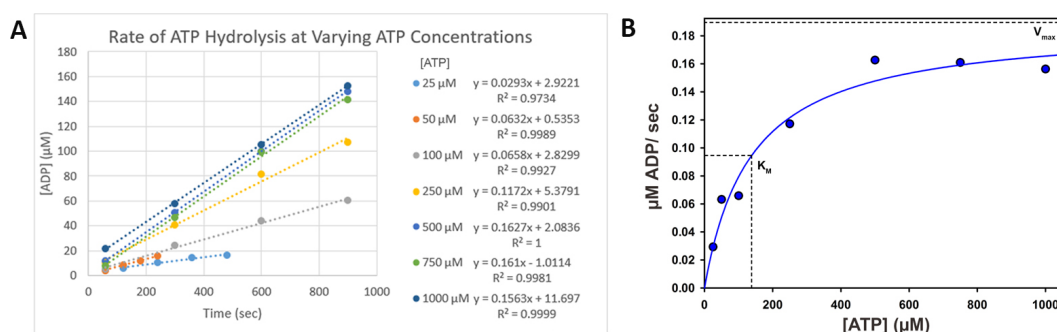 A
Rate of ATP Hydrolysis at Varying ATP Concentrations
[ADP] (µM)
180
160
140
120
100
80
60
40
20
0
0 200 400 600 800 1000
Time (sec)
[ATP]
25 µM y = 0.0293x + 2.9221
R² = 0.9734
50 µM y = 0.0632x + 0.5353
R² = 0.9989
100 µM y = 0.0658x + 2.8299
R² = 0.9927
250 µM y = 0.1172x + 5.3791
R² = 0.9901
500 µM y = 0.1627x + 2.0836
R² = 1
750 µM y = 0.161x - 1.0114
R² = 0.9981
1000 µM y = 0.1563x + 11.697
R² = 0.9999
B
µM ADP/ sec
0.18
0.16
0.14
0.12
0.10
0.08
0.06
0.04
0.02
0.00
Vmax
KM
0 200 400 600 800 1000
[ATP] (µM)